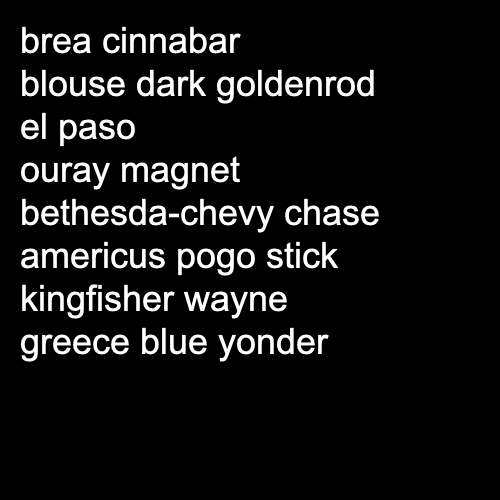 brea cinnabar
blouse dark goldenrod
el paso
ouray magnet
bethesda-chevy chase
americus pogo stick
kingfisher wayne
greece blue yonder